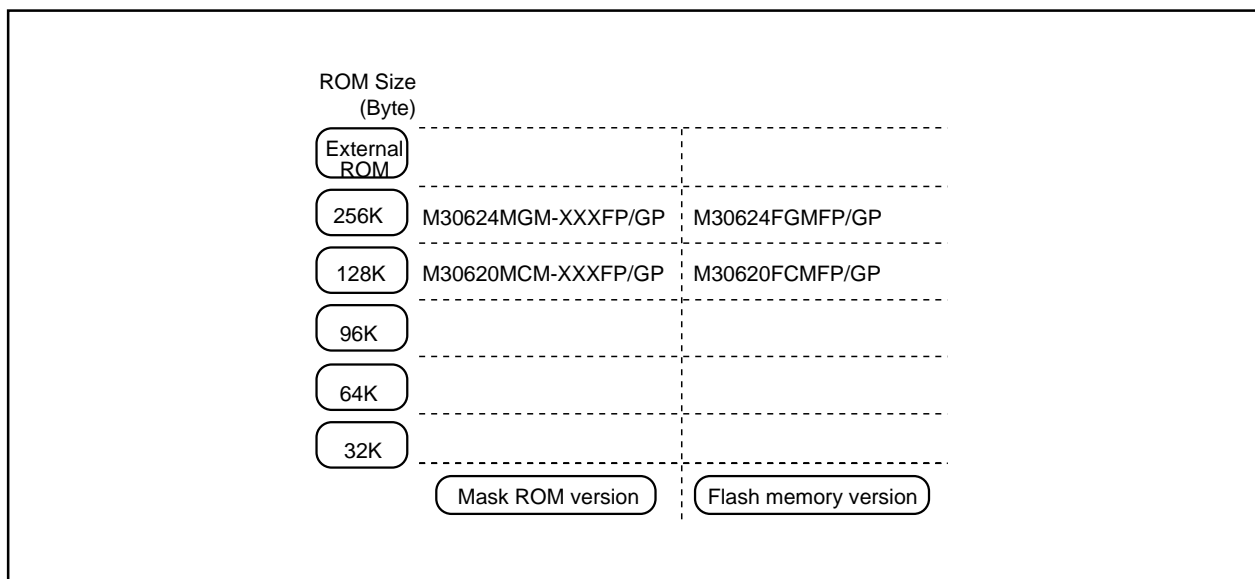 ROM Size
(Byte)
External
ROM
256K M30624MGM-XXXFP/GP M30624FGMFP/GP
128K M30620MCM-XXXFP/GP M30620FCMFP/GP
96K
64K
32K
Mask ROM version Flash memory version